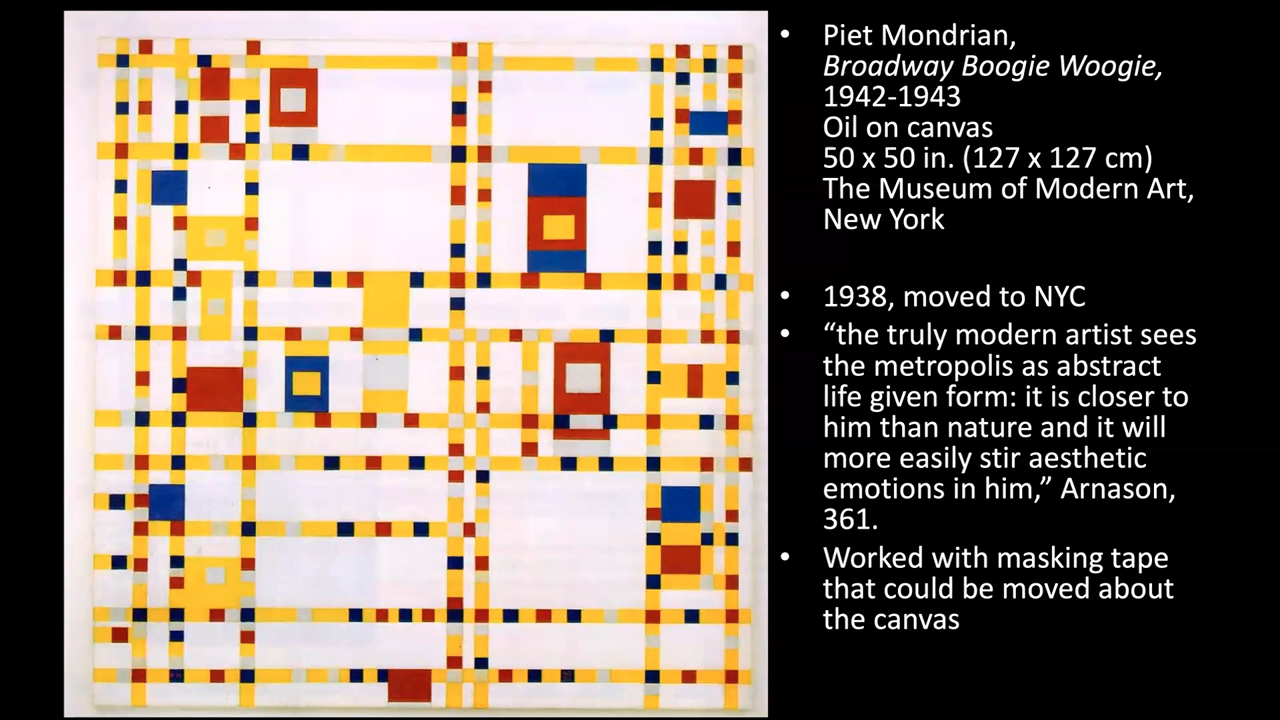 • Piet Mondrian,
Broadway Boogie Woogie,
1942-1943
Oil on canvas
50 x 50 in. (127 x 127 cm)
The Museum of Modern Art,
New York
• 1938, moved to NYC
• “the truly modern artist sees
the metropolis as abstract
life given form: it is closer to
him than nature and it will
more easily stir aesthetic
emotions in him,” Arnason,
361.
• Worked with masking tape
that could be moved about
the canvas